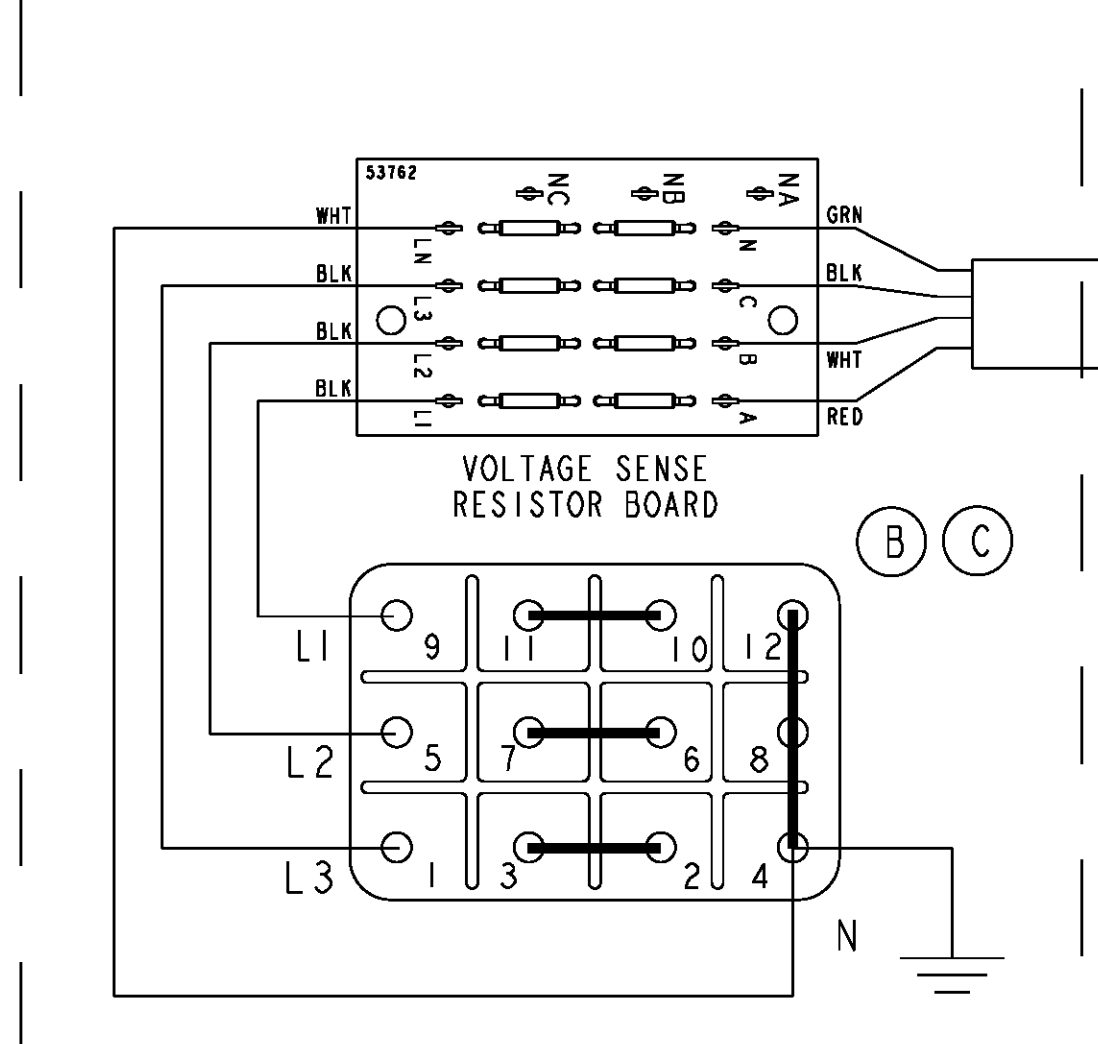 53762
NC NB NA
WHT GRN
LN N
BLK BLK
L3 C
BLK
L2 B WHT
BLK
L1 A RED
VOLTAGE SENSE
RESISTOR BOARD
B C
L1 9 11 10 12
L2 5 7 6 8
L3 1 3 2 4
N